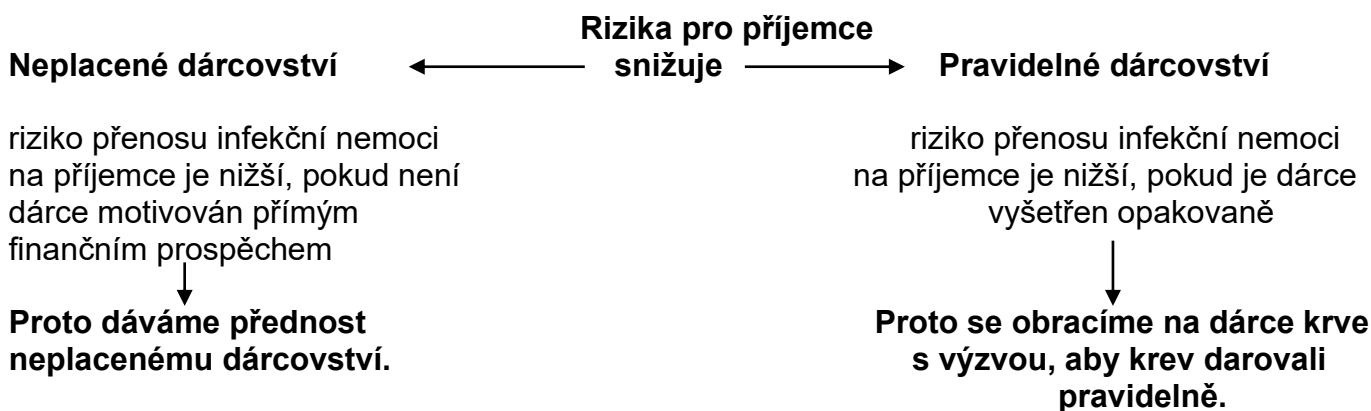 Rizika pro příjemce
Neplacené dárcovství snižuje Pravidelné dárcovství
riziko přenosu infekční nemoci
na příjemce je nižší, pokud není
dárce motivován přímým
finančním prospěchem
Proto dáváme přednost
neplacenému dárcovství.
riziko přenosu infekční nemoci
na příjemce je nižší, pokud je dárce
vyšetřen opakovaně
Proto se obracíme na dárce krve
s výzvou, aby krev darovali
pravidelně.